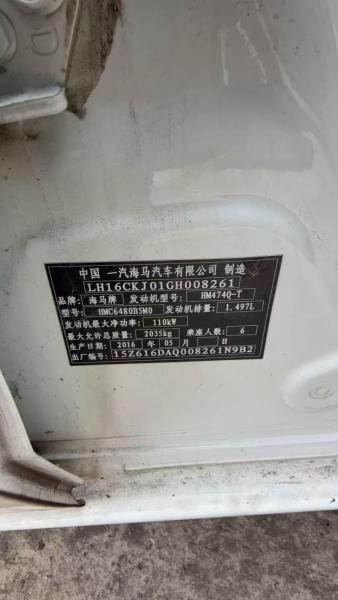 中国 一汽海马汽车有限公司 制造
LH16CKJ01GH008261
品牌: 海马牌 发动机型号: HM474Q-T
型号: HMC6480B5M0 发动机排量: 1.497L
发动机最大净功率: 110kW
最大允许总质量: 2035kg 乘座人数: 6
生产日期: 2016 年 05 月 日
出厂编号: 15Z616DAQ008261N9B2